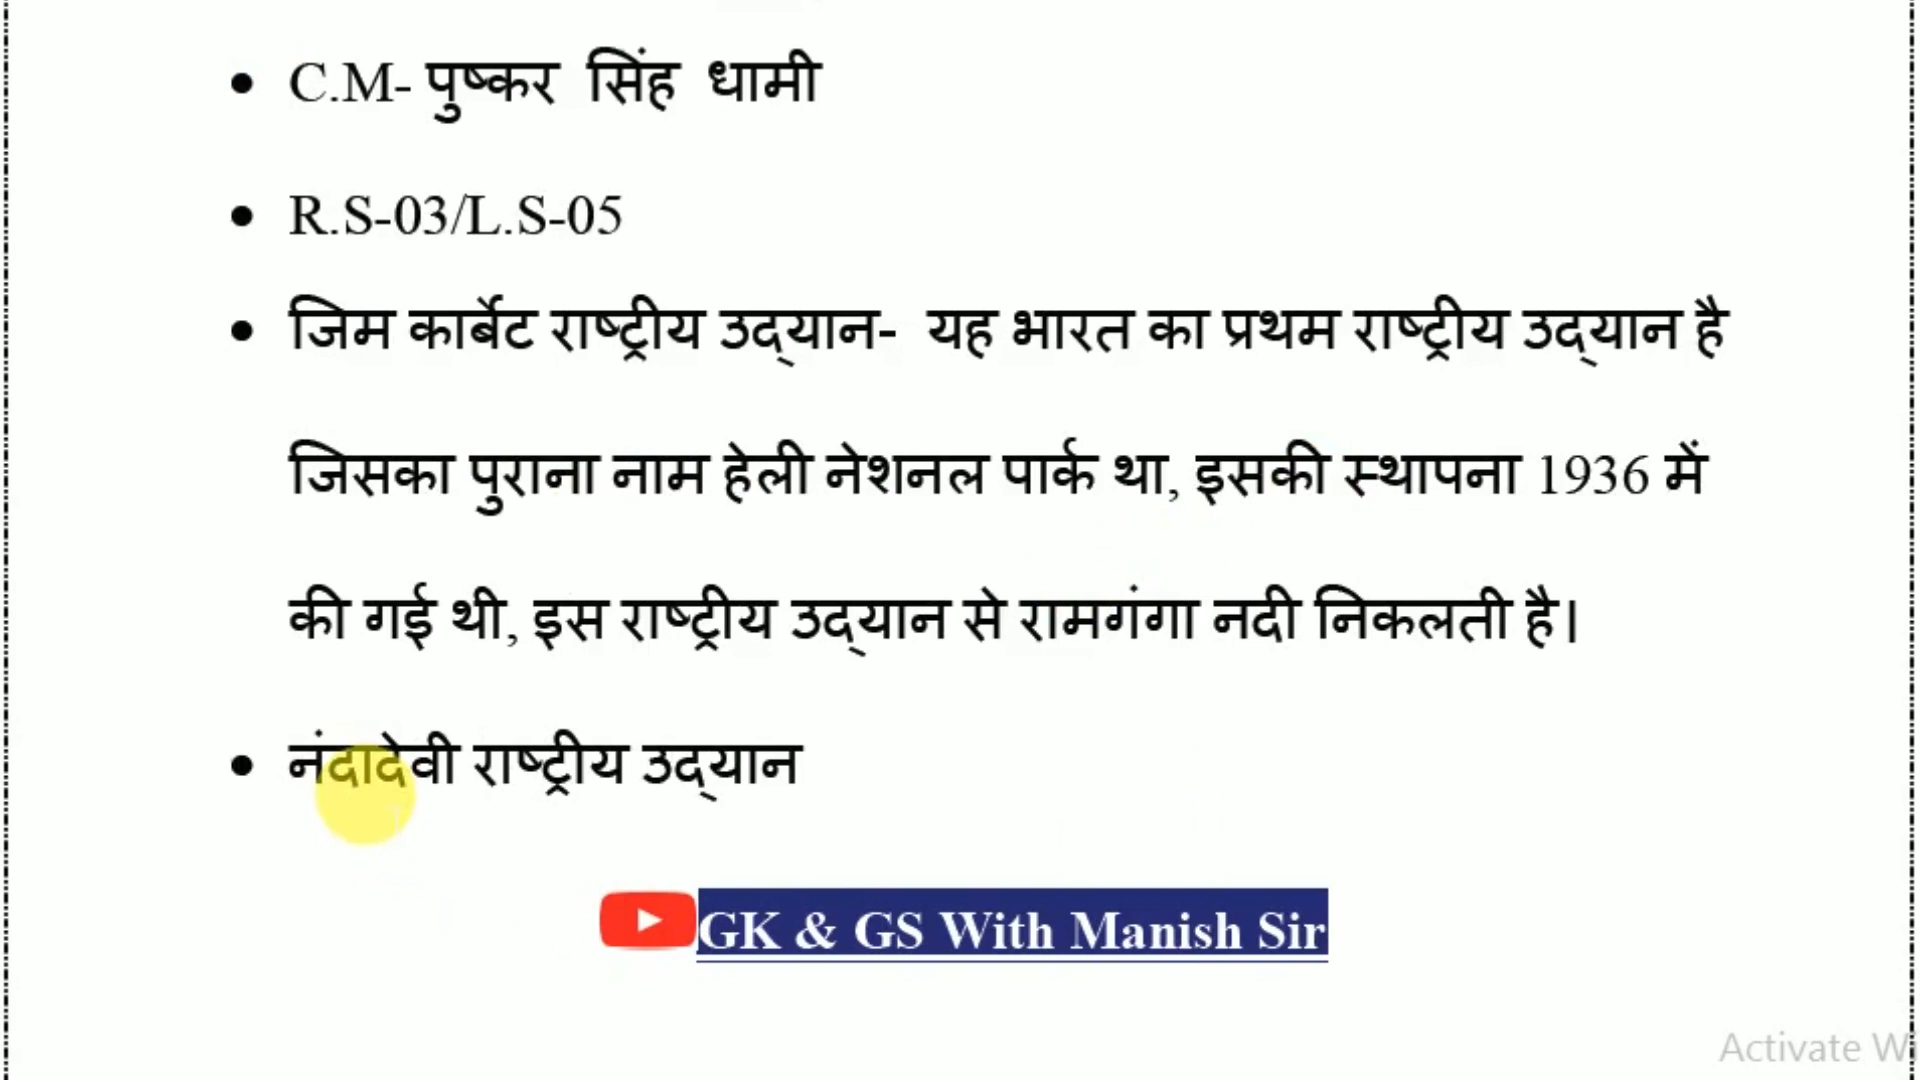 C.M- पुष्कर सिंह धामी
R.S-03/L.S-05
जिम कार्बेट राष्ट्रीय उद्यान- यह भारत का प्रथम राष्ट्रीय उद्यान है
जिसका पुराना नाम हेली नेशनल पार्क था, इसकी स्थापना 1936 में
की गई थी, इस राष्ट्रीय उद्यान से रामगंगा नदी निकलती है।
नंदादेवी राष्ट्रीय उद्यान
GK & GS With Manish Sir
Activate W